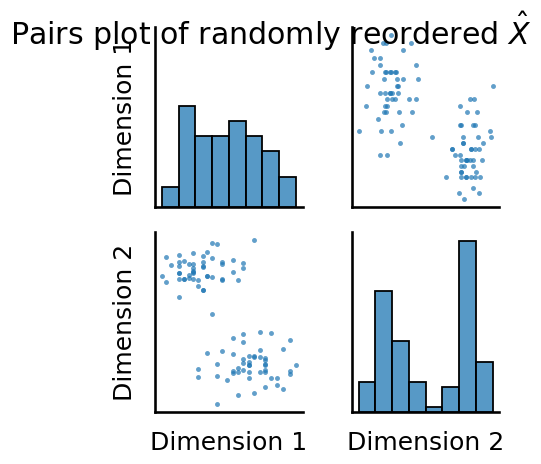 Pairs plot of randomly reordered X̂
Dimension 1
Dimension 2
Dimension 1 Dimension 2